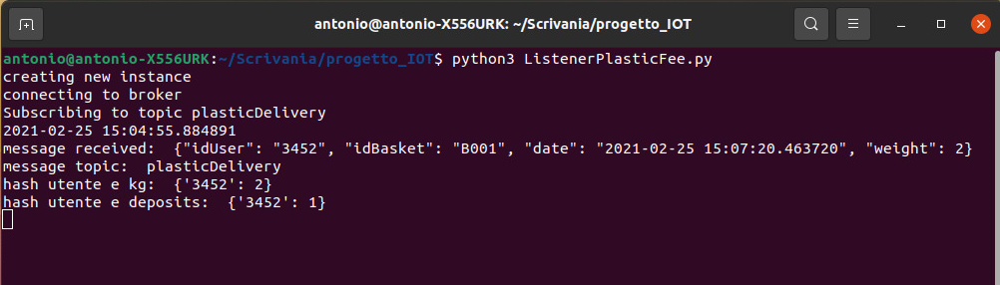 antonio@antonio-X556URK: ~/Scrivania/progetto_IOT
antonio@antonio-X556URK:~/Scrivania/progetto_IOT$ python3 ListenerPlasticFee.py
creating new instance
connecting to broker
Subscribing to topic plasticDelivery
2021-02-25 15:04:55.884891
message received:  {"idUser": "3452", "idBasket": "B001", "date": "2021-02-25 15:07:20.463720", "weight": 2}
message topic:  plasticDelivery
hash utente e kg:  {'3452': 2}
hash utente e deposits:  {'3452': 1}